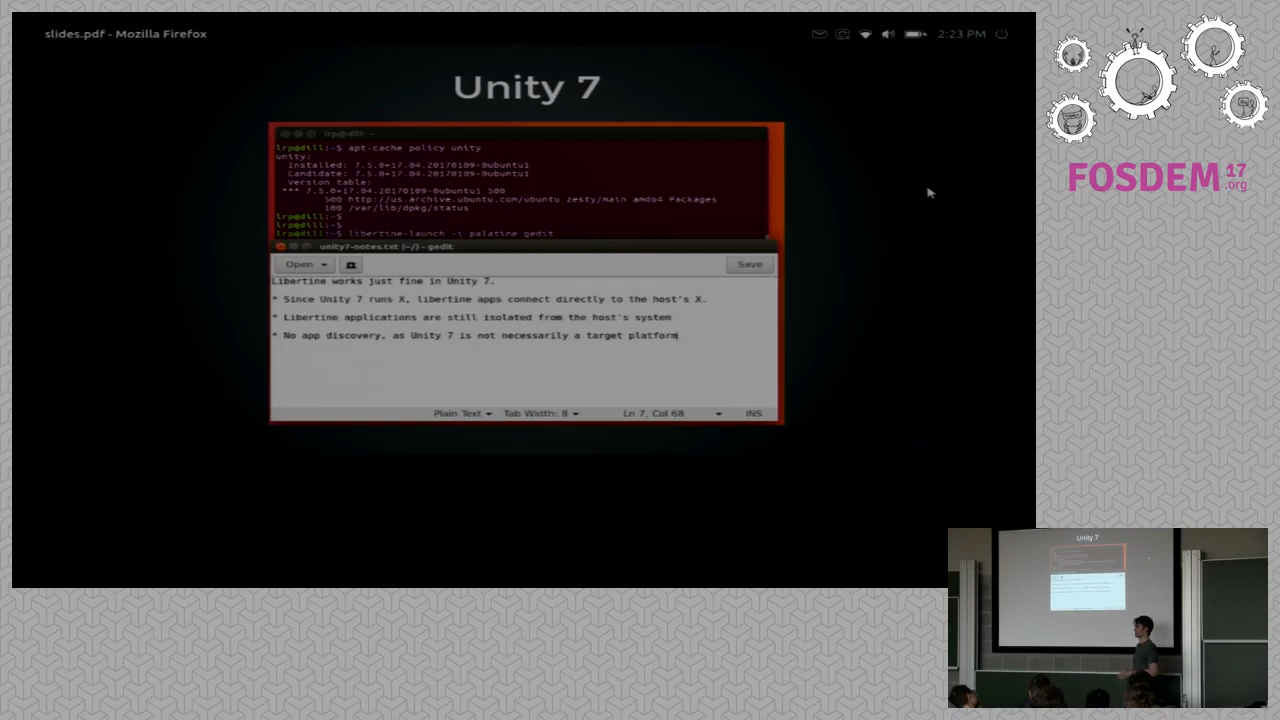 slides.pdf - Mozilla Firefox
2:23 PM
Unity 7
lrp@dill: ~
lrp@dill:~$ apt-cache policy unity
unity:
Installed: 7.5.0+17.04.20170109-0ubuntu1
Candidate: 7.5.0+17.04.20170109-0ubuntu1
Version table:
*** 7.5.0+17.04.20170109-0ubuntu1 500
500 http://us.archive.ubuntu.com/ubuntu zesty/main amd64 Packages
100 /var/lib/dpkg/status
lrp@dill:~$
lrp@dill:~$
lrp@dill:~$ libertine-launch -i palatine gedit
unity7-notes.txt (~/) - gedit
Open
Save
Libertine works just fine in Unity 7.
* Since Unity 7 runs X, libertine apps connect directly to the host's X.
* Libertine applications are still isolated from the host's system
* No app discovery, as Unity 7 is not necessarily a target platform
Plain Text Tab Width: 8 Ln 7, Col 68 INS
FOSDEM 17
.org
Unity 7